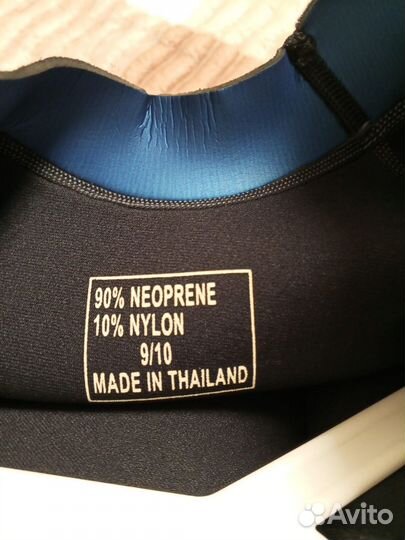 90% NEOPRENE
10% NYLON
9/10
MADE IN THAILAND
Avito